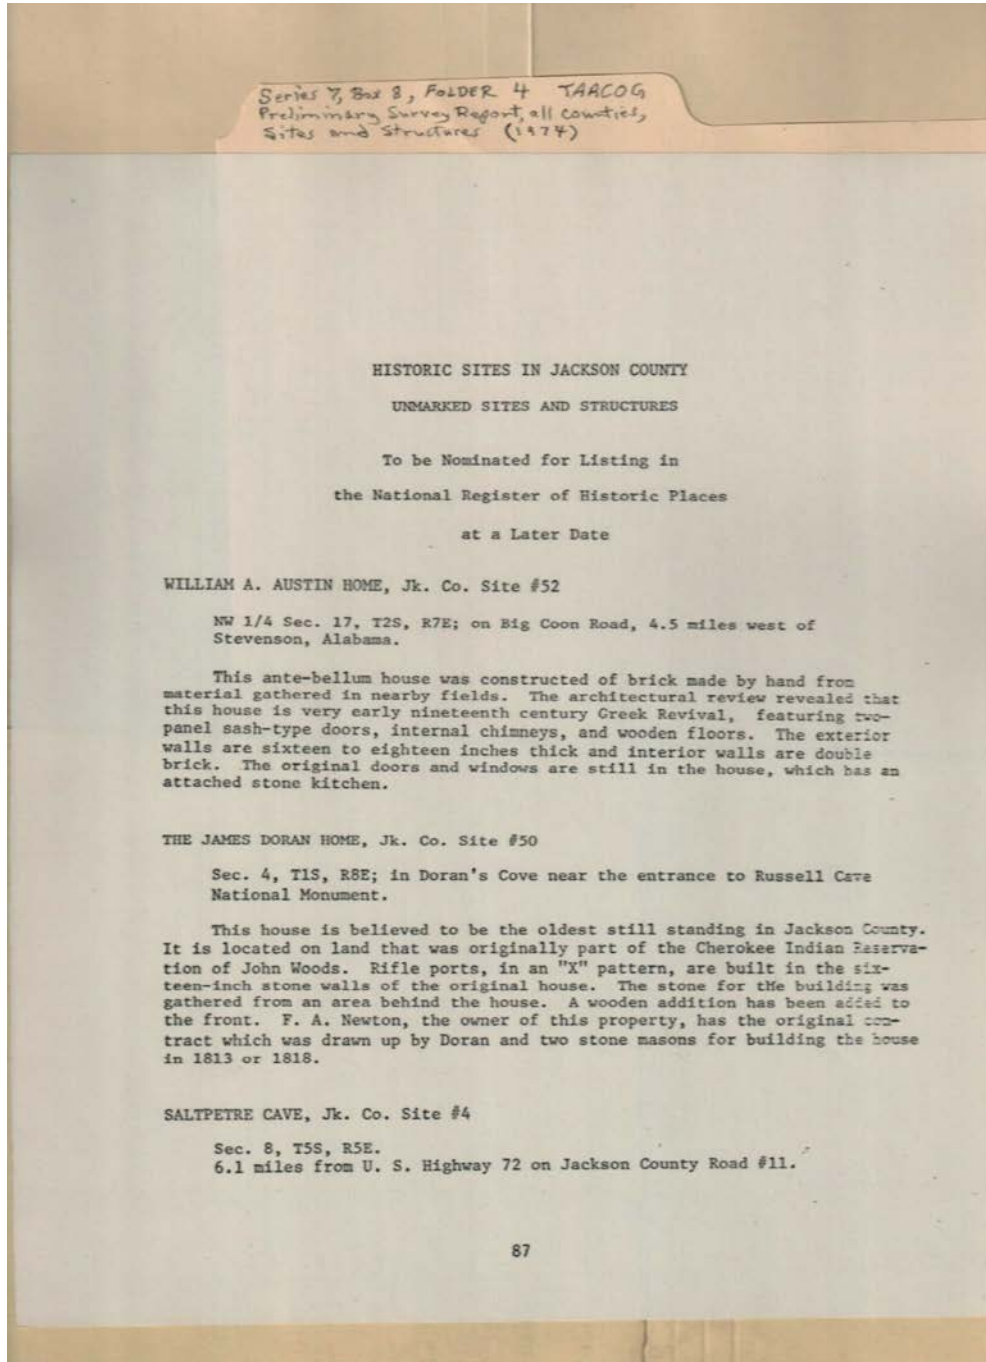 Series 7, Box 8, FOLDER 4 TARCOG
Preliminary Survey Report, all counties,
Sites and Structures (1974)
HISTORIC SITES IN JACKSON COUNTY
UNMARKED SITES AND STRUCTURES
To be Nominated for Listing in
the National Register of Historic Places
at a Later Date
WILLIAM A. AUSTIN HOME, Jk. Co. Site #52
NW 1/4 Sec. 17, T2S, R7E; on Big Coon Road, 4.5 miles west of
Stevenson, Alabama.
This ante-bellum house was constructed of brick made by hand from
material gathered in nearby fields. The architectural review revealed that
this house is very early nineteenth century Greek Revival, featuring two-
panel sash-type doors, internal chimneys, and wooden floors. The exterior
walls are sixteen to eighteen inches thick and interior walls are double
brick. The original doors and windows are still in the house, which has an
attached stone kitchen.
THE JAMES DORAN HOME, Jk. Co. Site #50
Sec. 4, T1S, R8E; in Doran's Cove near the entrance to Russell Cave
National Monument.
This house is believed to be the oldest still standing in Jackson County.
It is located on land that was originally part of the Cherokee Indian Reserva-
tion of John Woods. Rifle ports, in an "X" pattern, are built in the six-
teen-inch stone walls of the original house. The stone for the building was
gathered from an area behind the house. A wooden addition has been added to
the front. F. A. Newton, the owner of this property, has the original con-
tract which was drawn up by Doran and two stone masons for building the house
in 1813 or 1818.
SALTPETRE CAVE, Jk. Co. Site #4
Sec. 8, T5S, R5E.
6.1 miles from U. S. Highway 72 on Jackson County Road #11.
87